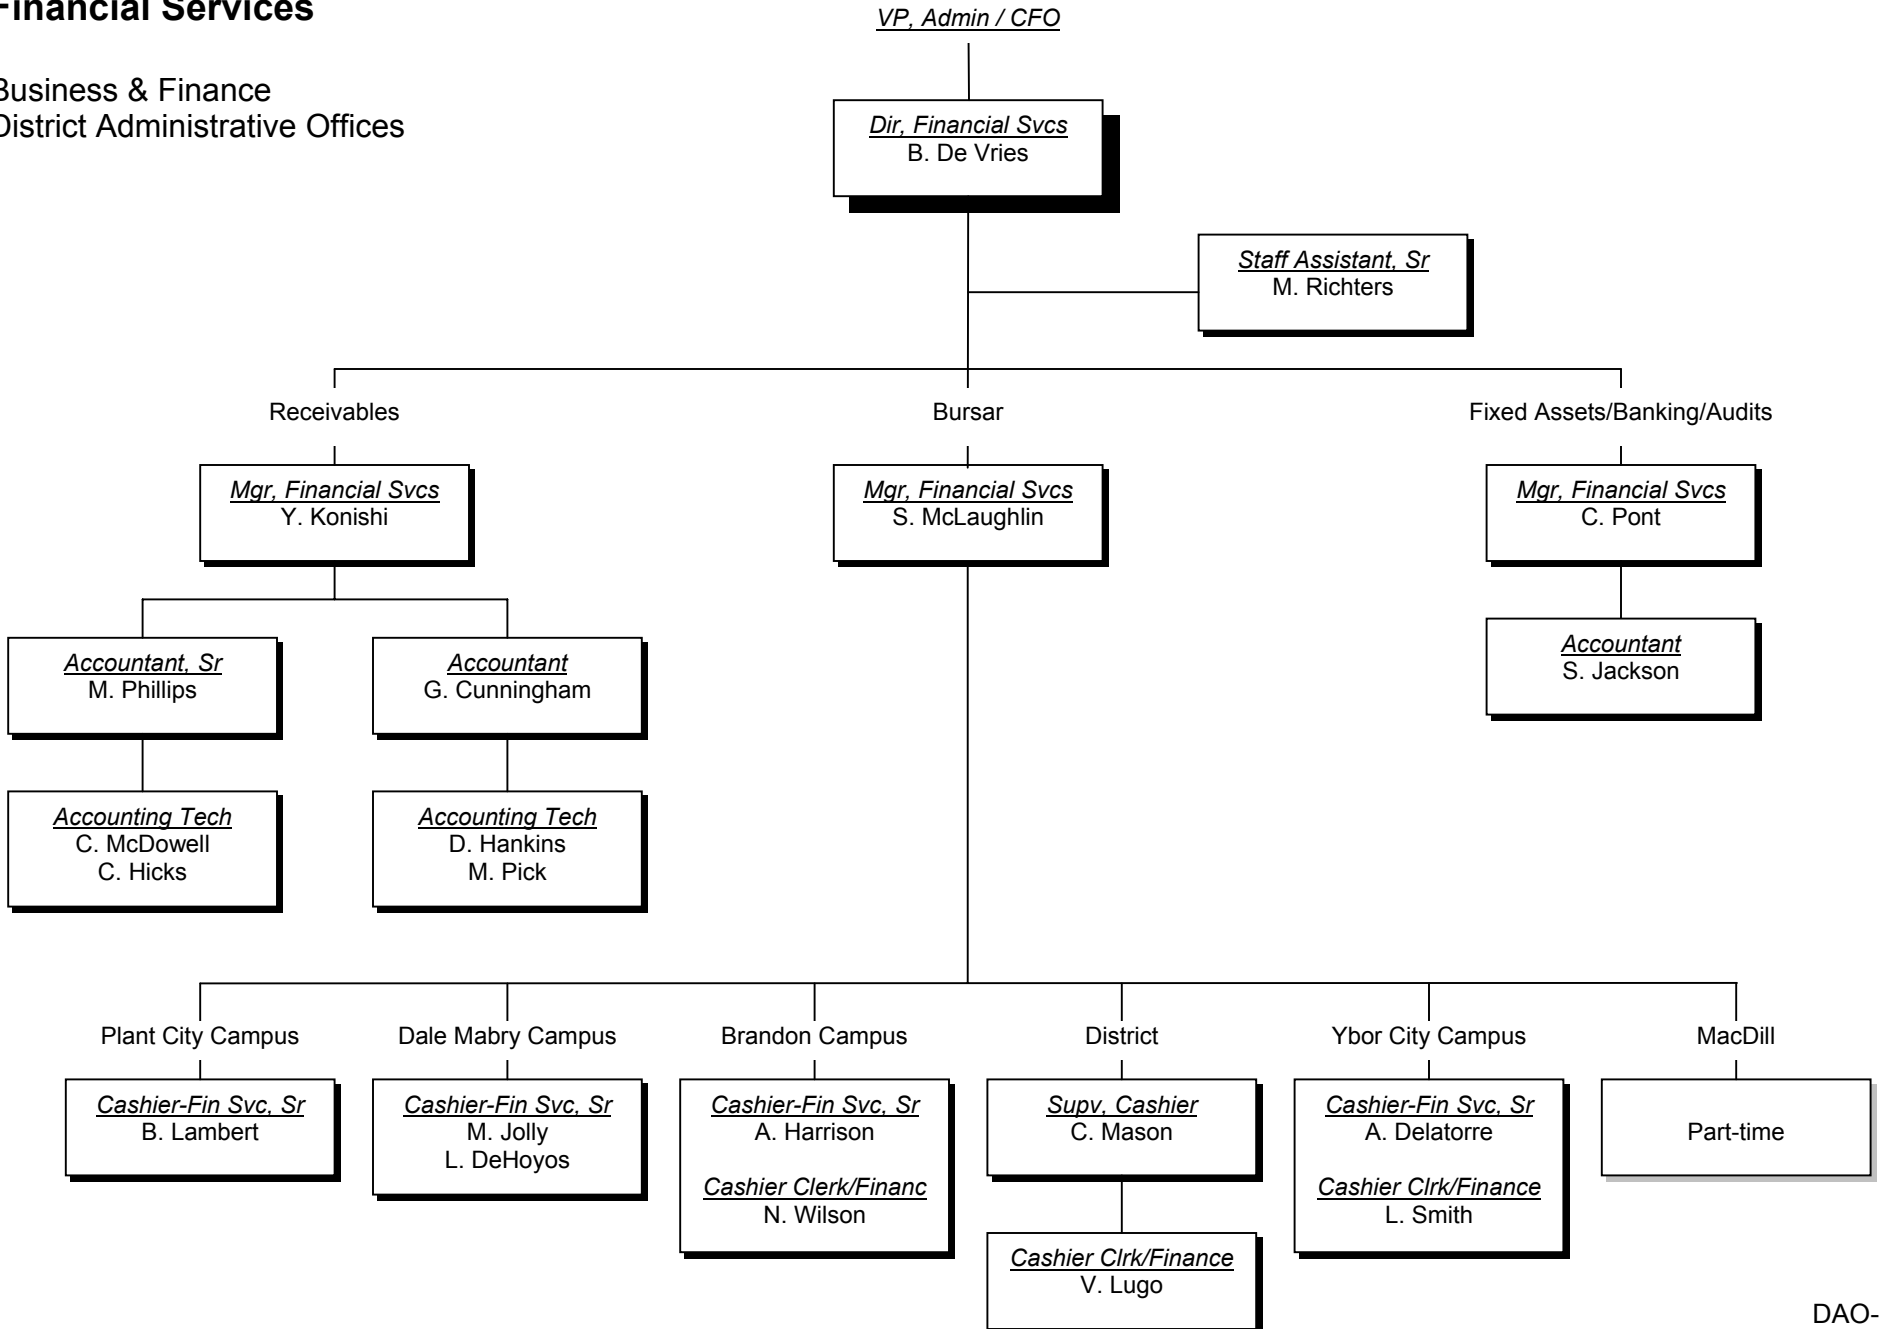 Financial Services
Business & Finance
District Administrative Offices
VP, Admin / CFO
Dir, Financial Svcs
B. De Vries
Staff Assistant, Sr
M. Richters
Receivables
Bursar
Fixed Assets/Banking/Audits
Mgr, Financial Svcs
Y. Konishi
Mgr, Financial Svcs
S. McLaughlin
Mgr, Financial Svcs
C. Pont
Accountant, Sr
M. Phillips
Accountant
G. Cunningham
Accountant
S. Jackson
Accounting Tech
C. McDowell
C. Hicks
Accounting Tech
D. Hankins
M. Pick
Plant City Campus
Dale Mabry Campus
Brandon Campus
District
Ybor City Campus
MacDill
Cashier-Fin Svc, Sr
B. Lambert
Cashier-Fin Svc, Sr
M. Jolly
L. DeHoyos
Cashier-Fin Svc, Sr
A. Harrison
Cashier Clerk/Financ
N. Wilson
Supv, Cashier
C. Mason
Cashier Clrk/Finance
V. Lugo
Cashier-Fin Svc, Sr
A. Delatorre
Cashier Clrk/Finance
L. Smith
Part-time
DAO-